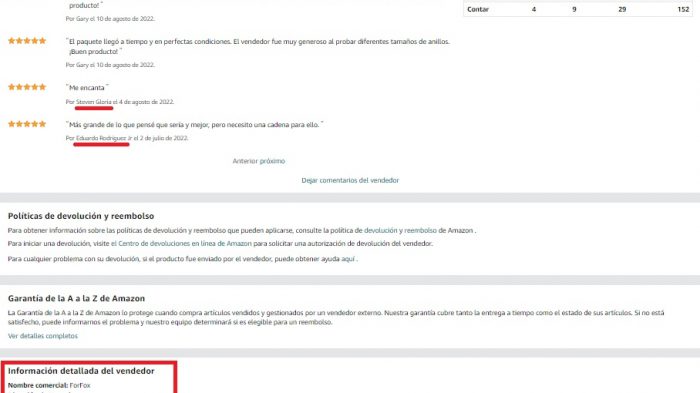 producto! "
Por Gary el 10 de agosto de 2022.
Contar 4 9 29 152
"El paquete llegó a tiempo y en perfectas condiciones. El vendedor fue muy generoso al probar diferentes tamaños de anillos.
¡Buen producto! "
Por Gary el 10 de agosto de 2022.
"Me encanta "
Por Steven Gloria el 4 de agosto de 2022.
"Más grande de lo que pensé que sería y mejor, pero necesito una cadena para ello. "
Por Eduardo Rodriguez Jr el 2 de julio de 2022.
Anterior próximo
Dejar comentarios del vendedor
Políticas de devolución y reembolso
Para obtener información sobre las políticas de devolución y reembolso que pueden aplicarse, consulte la política de devolución y reembolso de Amazon .
Para iniciar una devolución, visite el Centro de devoluciones en línea de Amazon para solicitar una autorización de devolución del vendedor.
Para cualquier problema con su devolución, si el producto fue enviado por el vendedor, puede obtener ayuda aquí .
Garantía de la A a la Z de Amazon
La Garantía de la A a la Z de Amazon lo protege cuando compra artículos vendidos y gestionados por un vendedor externo. Nuestra garantía cubre tanto la entrega a tiempo como el estado de sus artículos. Si no está
satisfecho, puede informarnos el problema y nuestro equipo determinará si es elegible para un reembolso.
Ver detalles completos
Información detallada del vendedor
Nombre comercial: ForFox